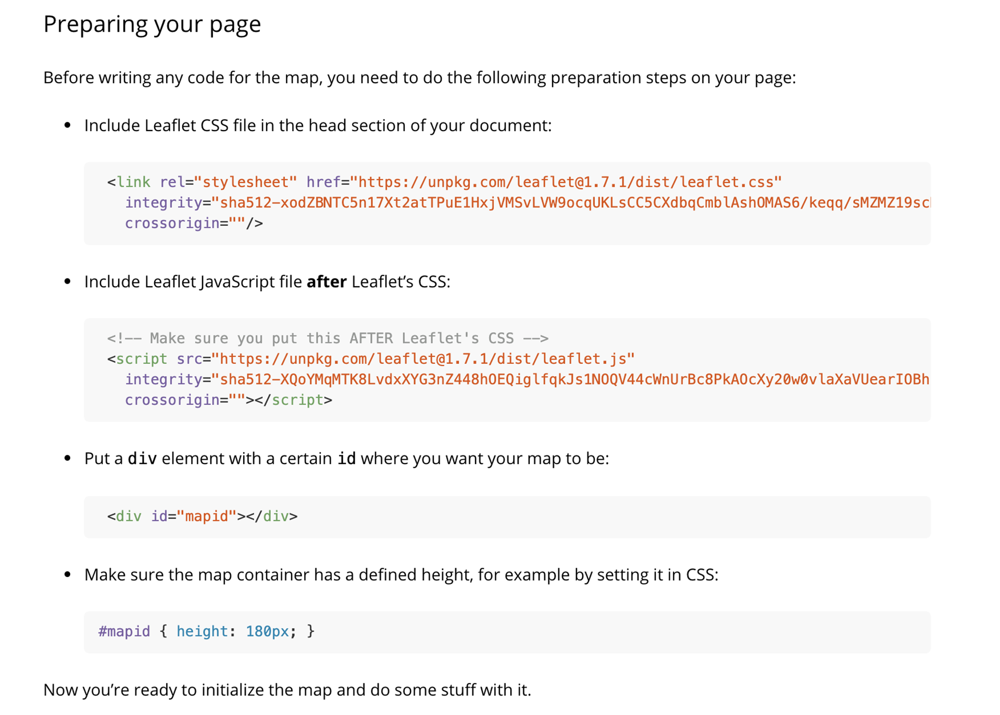 Preparing your page
Before writing any code for the map, you need to do the following preparation steps on your page:
• Include Leaflet CSS file in the head section of your document:
<link rel="stylesheet" href="https://unpkg.com/leaflet@1.7.1/dist/leaflet.css"
integrity="sha512-xodZBNTC5n17Xt2atTPuE1HxjVMSvLVW9ocqUKLsCC5CXdbqCmblAshOMAS6/keqq/sMZMZ19sc
crossorigin=""/>
• Include Leaflet JavaScript file after Leaflet’s CSS:
<!-- Make sure you put this AFTER Leaflet's CSS -->
<script src="https://unpkg.com/leaflet@1.7.1/dist/leaflet.js"
integrity="sha512-XQoYMqMTK8LvdxXYG3nZ448hOEQiglfqkJs1NOQV44cWnUrBc8PkAOcXy20w0vlaXaVUearIOBh
crossorigin=""></script>
• Put a div element with a certain id where you want your map to be:
<div id="mapid"></div>
• Make sure the map container has a defined height, for example by setting it in CSS:
#mapid { height: 180px; }
Now you’re ready to initialize the map and do some stuff with it.